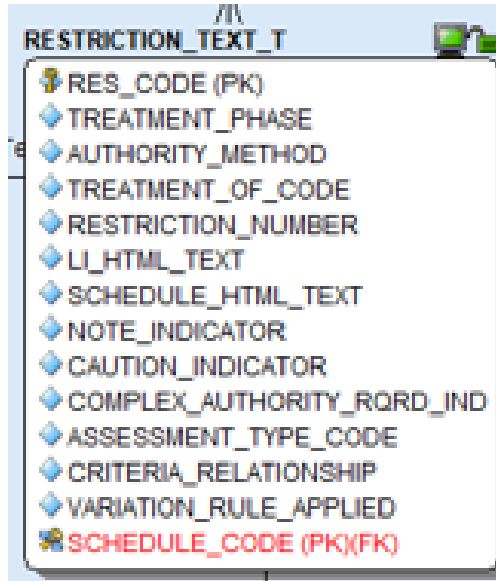 RESTRICTION_TEXT_T
RES_CODE (PK)
TREATMENT_PHASE
AUTHORITY_METHOD
TREATMENT_OF_CODE
RESTRICTION_NUMBER
LI_HTML_TEXT
SCHEDULE_HTML_TEXT
NOTE_INDICATOR
CAUTION_INDICATOR
COMPLEX_AUTHORITY_RQRD_IND
ASSESSMENT_TYPE_CODE
CRITERIA_RELATIONSHIP
VARIATION_RULE_APPLIED
SCHEDULE_CODE (PK)(FK)